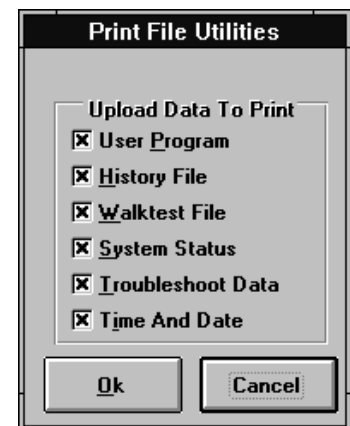 Print File Utilities
Upload Data To Print
User Program
History File
Walktest File
System Status
Troubleshoot Data
Time And Date
Ok
Cancel